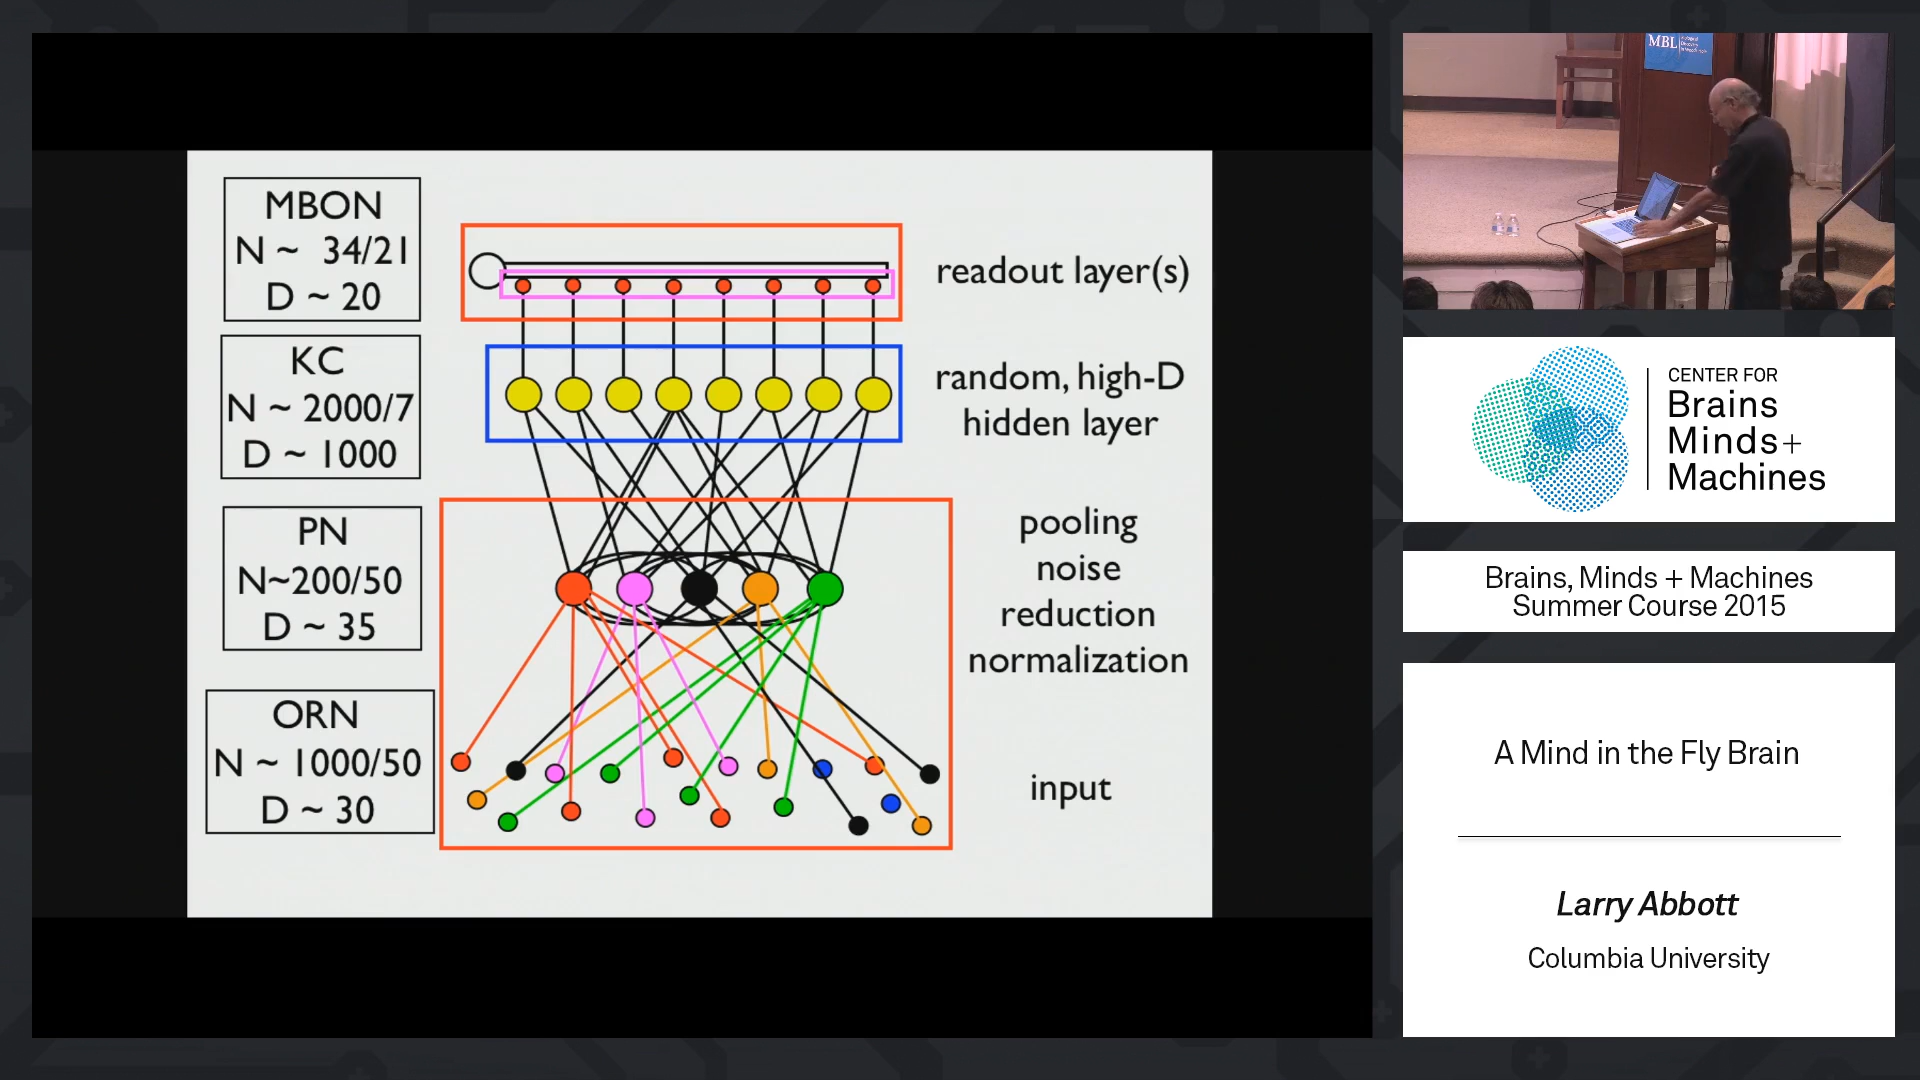 MBON
N ~ 34/21
D ~ 20
readout layer(s)
KC
N ~ 2000/7
D ~ 1000
random, high-D
hidden layer
PN
N~200/50
D ~ 35
pooling
noise
reduction
normalization
ORN
N ~ 1000/50
D ~ 30
input
MBL
CENTER FOR
Brains
Minds+
Machines
Brains, Minds + Machines
Summer Course 2015
A Mind in the Fly Brain
Larry Abbott
Columbia University